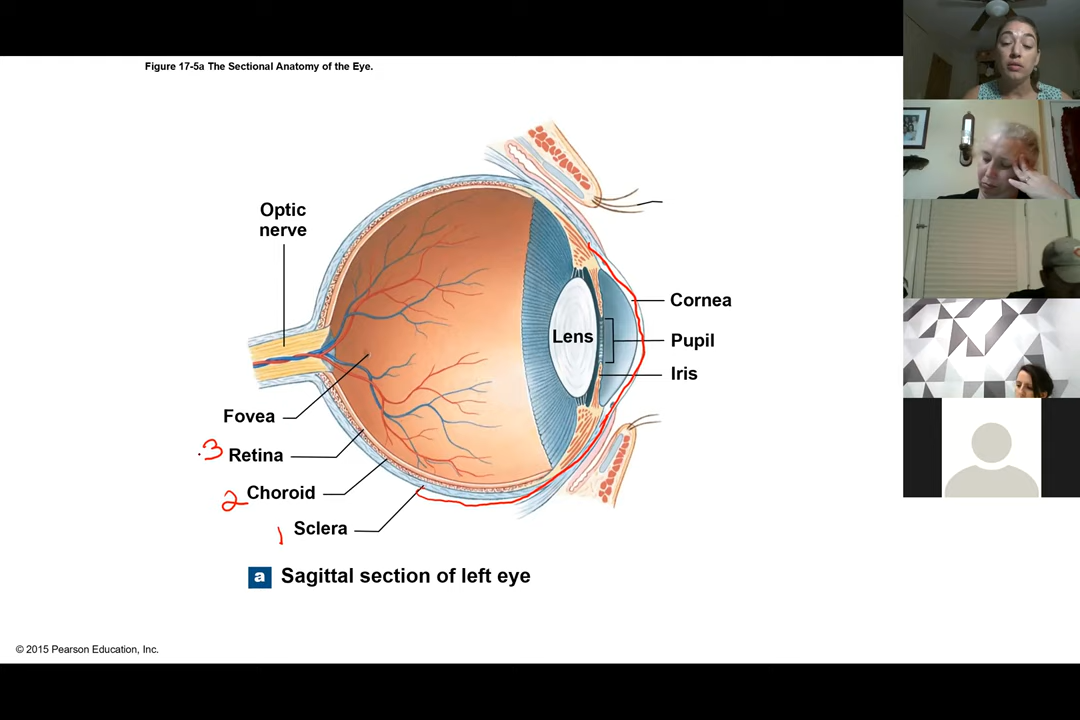 Figure 17-5a The Sectional Anatomy of the Eye.
Optic
nerve
Cornea
Lens
Pupil
Iris
Fovea
3 Retina
2 Choroid
1 Sclera
a Sagittal section of left eye
© 2015 Pearson Education, Inc.